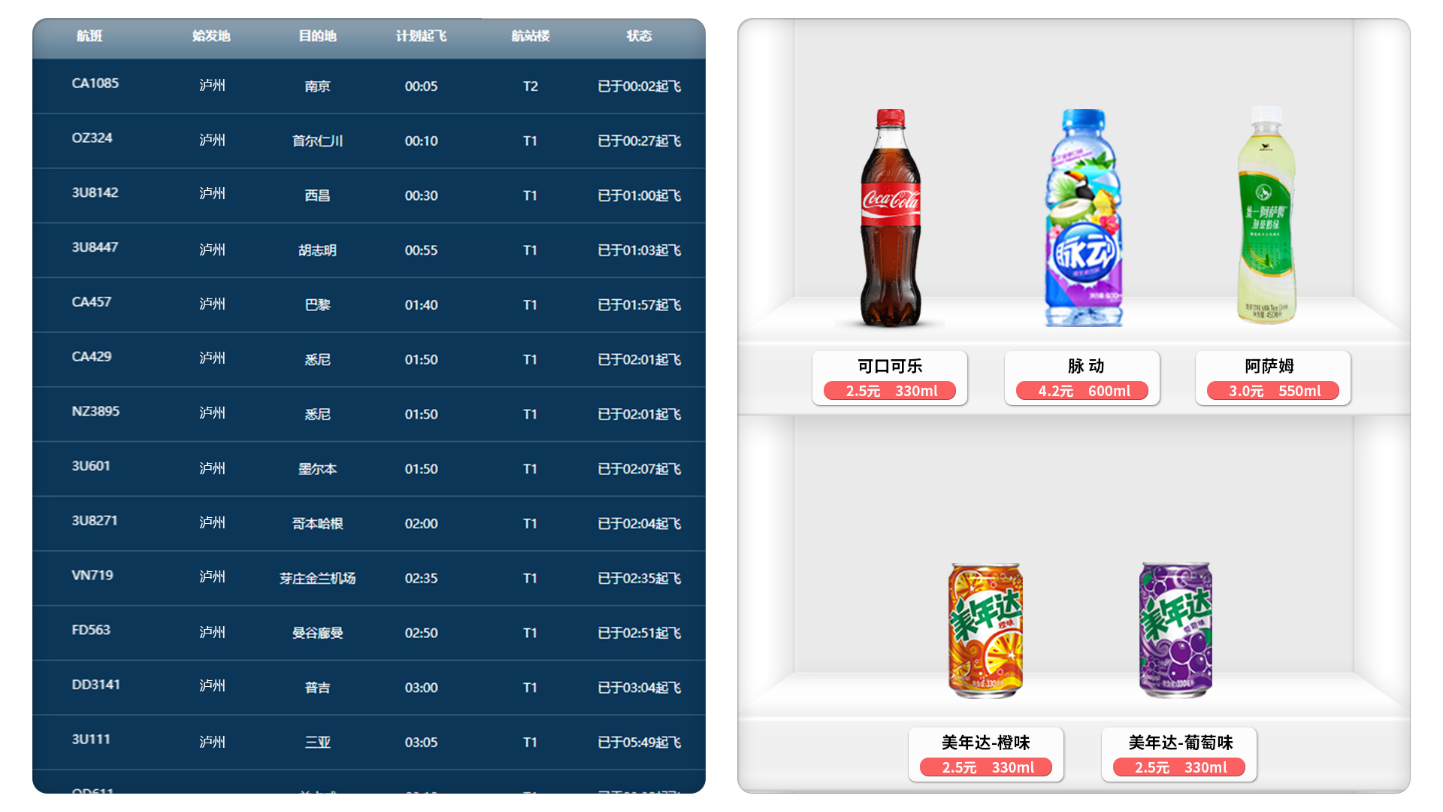 航班 始发地 目的地 计划起飞 航站楼 状态
CA1085 泸州 南京 00:05 T2 已于00:02起飞
OZ324 泸州 首尔仁川 00:10 T1 已于00:27起飞
3U8142 泸州 西昌 00:30 T1 已于01:00起飞
3U8447 泸州 胡志明 00:55 T1 已于01:03起飞
CA457 泸州 巴黎 01:40 T1 已于01:57起飞
CA429 泸州 悉尼 01:50 T1 已于02:01起飞
NZ3895 泸州 悉尼 01:50 T1 已于02:01起飞
3U601 泸州 墨尔本 01:50 T1 已于02:07起飞
3U8271 泸州 哥本哈根 02:00 T1 已于02:04起飞
VN719 泸州 芽庄金兰机场 02:35 T1 已于02:35起飞
FD563 泸州 曼谷廊曼 02:50 T1 已于02:51起飞
DD3141 泸州 普吉 03:00 T1 已于03:04起飞
3U111 泸州 三亚 03:05 T1 已于05:49起飞
Coca-Cola
脉动
统一阿萨姆
450毫升
可口可乐
2.5元 330ml
脉 动
4.2元 600ml
阿萨姆
3.0元 550ml
美年达
橙味
美年达
葡萄味
美年达-橙味
2.5元 330ml
美年达-葡萄味
2.5元 330ml